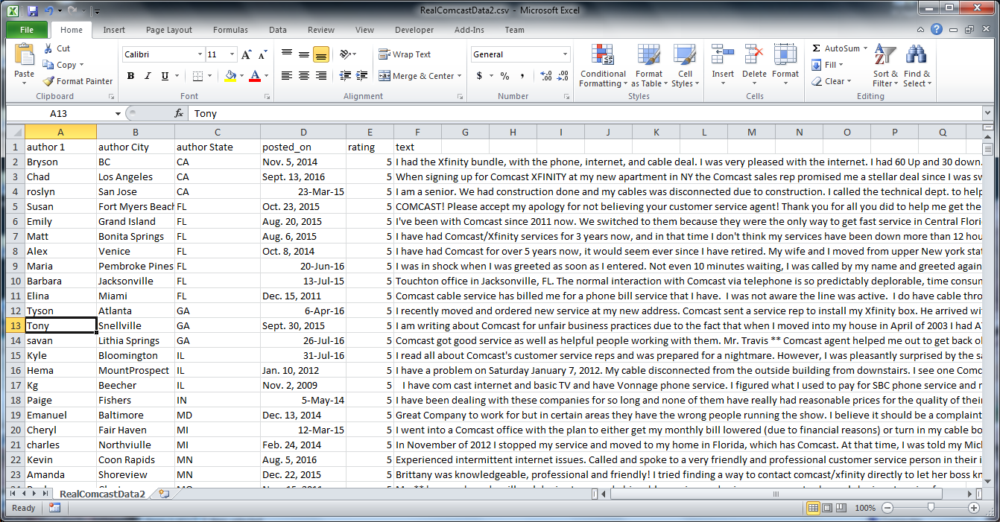 RealComcastData2.csv - Microsoft Excel
File Home Insert Page Layout Formulas Data Review View Developer Add-Ins Team
Paste Cut Calibri 11 Wrap Text General Conditional Formatting Format as Table Cell Styles Insert Delete Format AutoSum Sort & Filter Find & Select
Copy Fill
Format Painter B I U Merge & Center $ % , Clear
Clipboard Font Alignment Number Styles Cells Editing
A13 fx Tony
A B C D E F G H I J K L M N O P Q
1 author 1 author City author State posted_on rating text
2 Bryson BC CA Nov. 5, 2014 5 I had the Xfinity bundle, with the phone, internet, and cable deal. I was very pleased with the internet. I had 60 Up and 30 down.
3 Chad Los Angeles CA Sept. 13, 2016 5 When signing up for Comcast XFINITY at my new apartment in NY the Comcast sales rep promised me a stellar deal since I was sw
4 roslyn San Jose CA 23-Mar-15 5 I am a senior. We had construction done and my cables was disconnected due to construction. I called the technical dept. to help
5 Susan Fort Myers Beach FL Oct. 23, 2015 5 COMCAST! Please accept my apology for not believing your customer service agent! Thank you for all you did to help me get the
6 Emily Grand Island FL Aug. 20, 2015 5 I've been with Comcast since 2011 now. We switched to them because they were the only way to get fast service in Central Flori
7 Matt Bonita Springs FL Aug. 6, 2015 5 I have had Comcast/Xfinity services for 3 years now, and in that time I don't think my services have been down more than 12 hou
8 Alex Venice FL Oct. 8, 2014 5 I have had Comcast for over 5 years now, it would seem ever since I have retired. My wife and I moved from upper New york stat
9 Maria Pembroke Pines FL 20-Jun-16 5 I was in shock when I was greeted as soon as I entered. Not even 10 minutes waiting, I was called by my name and greeted again
10 Barbara Jacksonville FL 13-Jul-15 5 Touchton office in Jacksonville, FL. The normal interaction with Comcast via telephone is so predictably deplorable, time consum
11 Elina Miami FL Dec. 15, 2011 5 Comcast cable service has billed me for a phone bill service that I have. I was not aware the line was active. I do have cable thro
12 Tyson Atlanta GA 6-Apr-16 5 I recently moved and ordered new service at my new address. Comcast sent a service rep to install my Xfinity box. He arrived wit
13 Tony Snellville GA Sept. 30, 2015 5 I am writing about Comcast for unfair business practices due to the fact that when I moved into my house in April of 2003 I had A
14 savan Lithia Springs GA 26-Jul-16 5 Comcast got good service as well as helpful people working with them. Mr. Travis ** Comcast agent helped me out to get back o
15 Kyle Bloomington IL 31-Jul-16 5 I read all about Comcast's customer service reps and was prepared for a nightmare. However, I was pleasantly surprised by the sa
16 Hema MountProspect IL Jan. 10, 2012 5 I have a problem on Saturday January 7, 2012. My cable disconnected from the outside building from downstairs. I see one Comc
17 Kg Beecher IL Nov. 2, 2009 5 I have com cast internet and basic TV and have Vonnage phone service. I figured what I used to pay for SBC phone service and r
18 Paige Fishers IN 5-May-14 5 I have been dealing with these companies for so long and none of them have really had reasonable prices for the quality of thei
19 Emanuel Baltimore MD Dec. 13, 2014 5 Great Company to work for but in certain areas they have the wrong people running the show. I believe it should be a complaint
20 Cheryl Fair Haven MI 12-Mar-15 5 I went into a Comcast office with the plan to either get my monthly bill lowered (due to financial reasons) or turn in my cable bo
21 charles Northviulle MI Feb. 24, 2014 5 In November of 2012 I stopped my service and moved to my home in Florida, which has Comcast. At that time, I was told my Mic
22 Kevin Coon Rapids MN Aug. 5, 2016 5 Experienced intermittent internet issues. Called and spoke to a very friendly and professional customer service person in their i
23 Amanda Shoreview MN Dec. 22, 2015 5 Brittany was knowledgeable, professional and friendly! I tried finding a way to contact comcast/xfinity directly to let her boss kn
RealComcastData2
Ready 100%